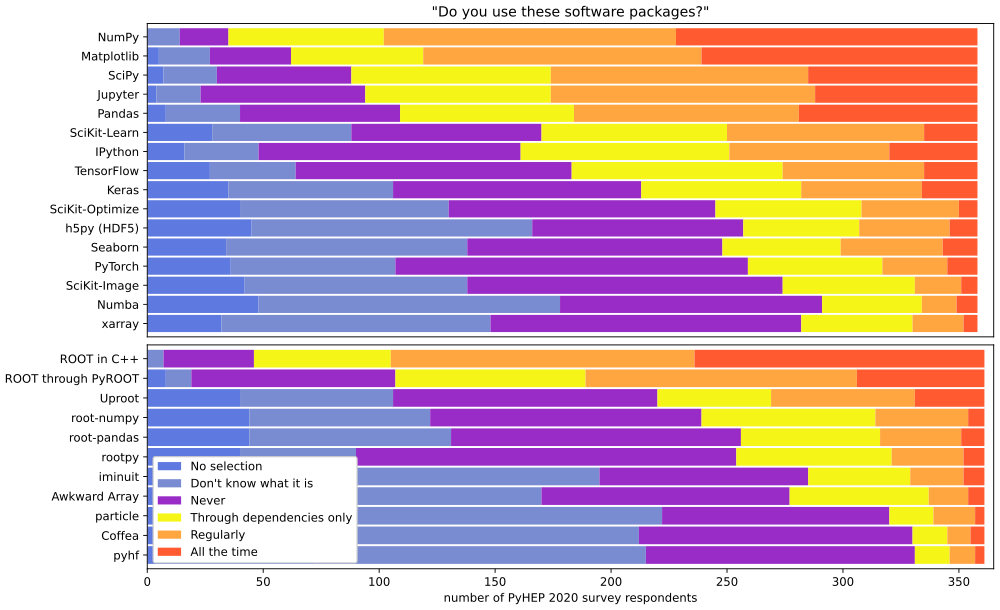 "Do you use these software packages?"
NumPy
Matplotlib
SciPy
Jupyter
Pandas
SciKit-Learn
IPython
TensorFlow
Keras
SciKit-Optimize
h5py (HDF5)
Seaborn
PyTorch
SciKit-Image
Numba
xarray
ROOT in C++
ROOT through PyROOT
Uproot
root-numpy
root-pandas
rootpy
iminuit
Awkward Array
particle
Coffea
pyhf
No selection
Don't know what it is
Never
Through dependencies only
Regularly
All the time
0 50 100 150 200 250 300 350
number of PyHEP 2020 survey respondents